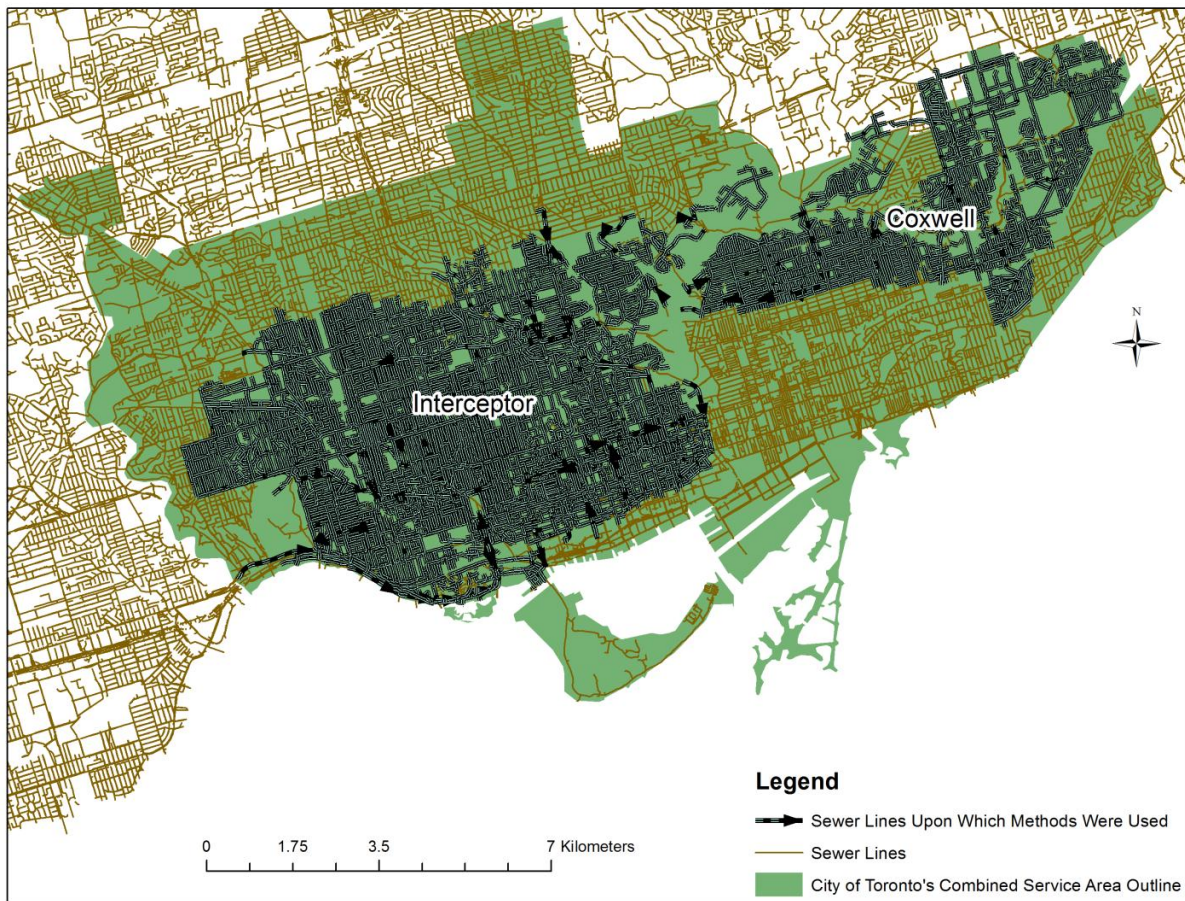 Coxwell
N
Interceptor
Legend
Sewer Lines Upon Which Methods Were Used
0 1.75 3.5 7 Kilometers
Sewer Lines
City of Toronto's Combined Service Area Outline